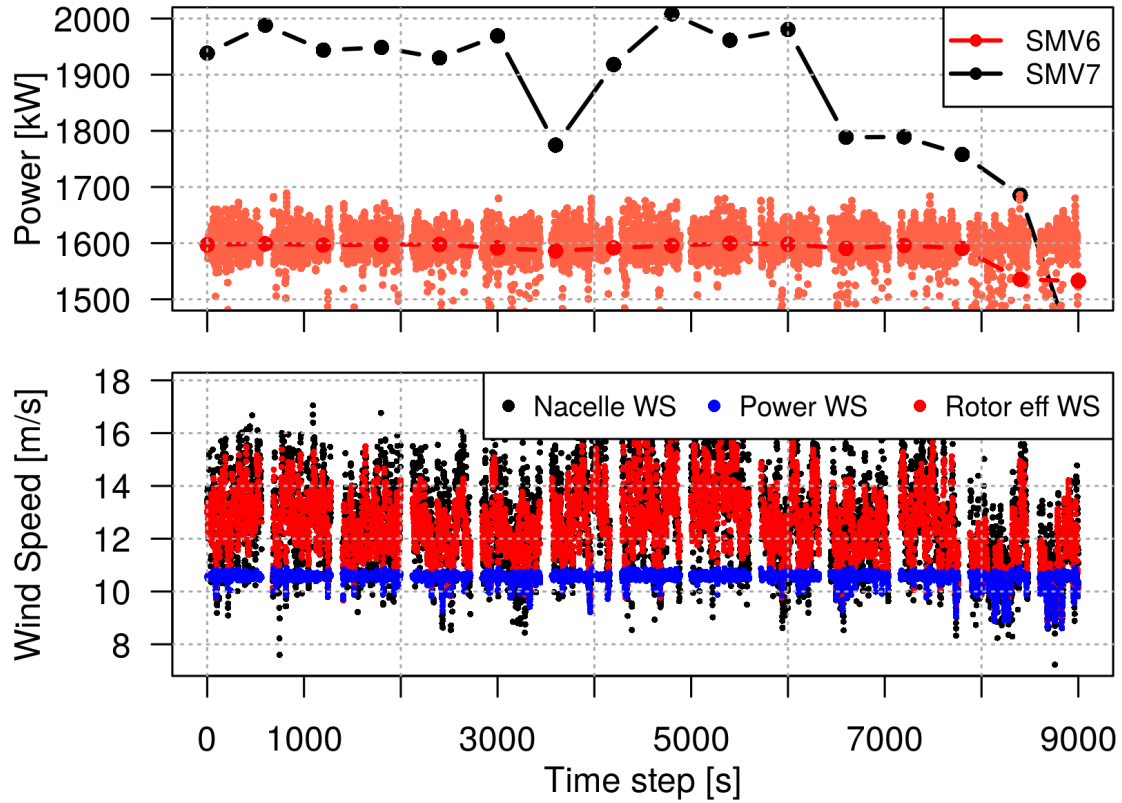 Power [kW]
2000
1900
1800
1700
1600
1500
SMV6
SMV7
Wind Speed [m/s]
18
16
14
12
10
8
Nacelle WS Power WS Rotor eff WS
0 1000 3000 5000 7000 9000
Time step [s]